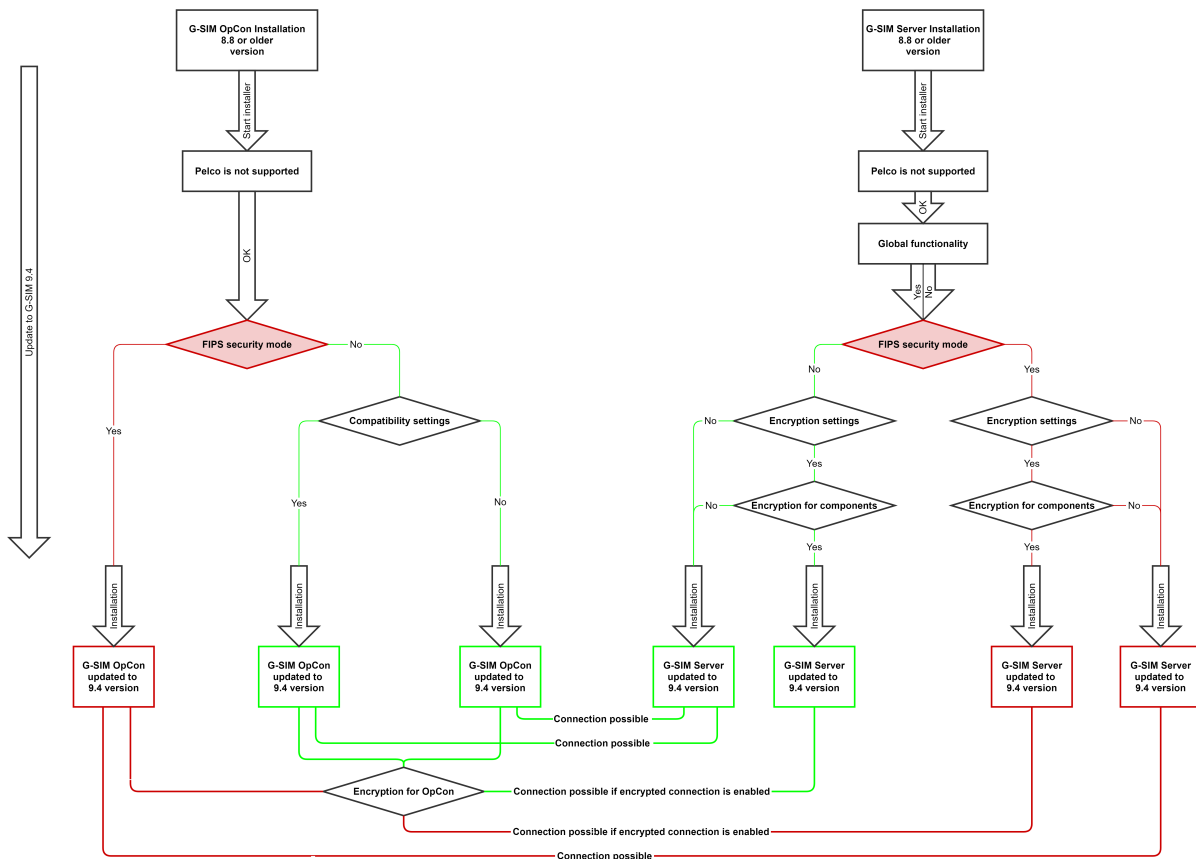 G-SIM OpCon Installation
8.8 or older
version
G-SIM Server Installation
8.8 or older
version
Start installer
Start installer
Pelco is not supported
Pelco is not supported
OK
OK
Global functionality
Yes
No
Update to G-SIM 9.4
FIPS security mode
No
FIPS security mode
No
Yes
Yes
Compatibility settings
No
Encryption settings
Encryption settings
No
Yes
Yes
Yes
No
No
Encryption for components
Encryption for components
No
Yes
Yes
Installation
Installation
Installation
Installation
Installation
Installation
Installation
G-SIM OpCon
updated to
9.4 version
G-SIM OpCon
updated to
9.4 version
G-SIM OpCon
updated to
9.4 version
G-SIM Server
updated to
9.4 version
G-SIM Server
updated to
9.4 version
G-SIM Server
updated to
9.4 version
G-SIM Server
updated to
9.4 version
Connection possible
Connection possible
Encryption for OpCon
Connection possible if encrypted connection is enabled
Connection possible if encrypted connection is enabled
Connection possible